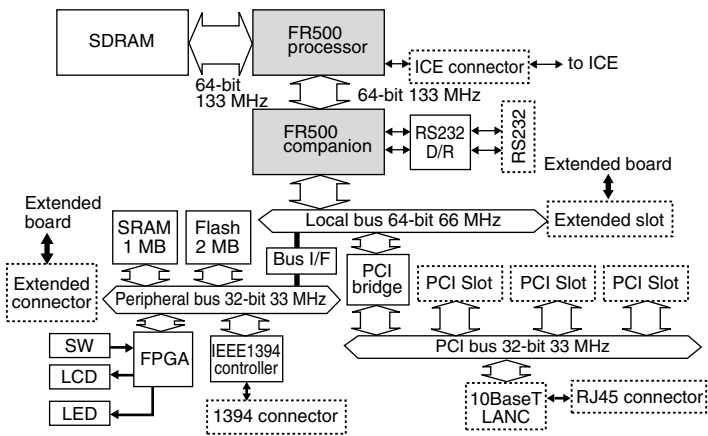 SDRAM
FR500
processor
64-bit
133 MHz
ICE connector
to ICE
64-bit 133 MHz
FR500
companion
RS232
D/R
RS232
Extended board
Extended
board
SRAM
1 MB
Flash
2 MB
Local bus 64-bit 66 MHz
Extended slot
Bus I/F
Extended
connector
PCI
bridge
PCI Slot
PCI Slot
PCI Slot
Peripheral bus 32-bit 33 MHz
SW
FPGA
IEEE1394
controller
PCI bus 32-bit 33 MHz
LCD
LED
1394 connector
10BaseT
LANC
RJ45 connector